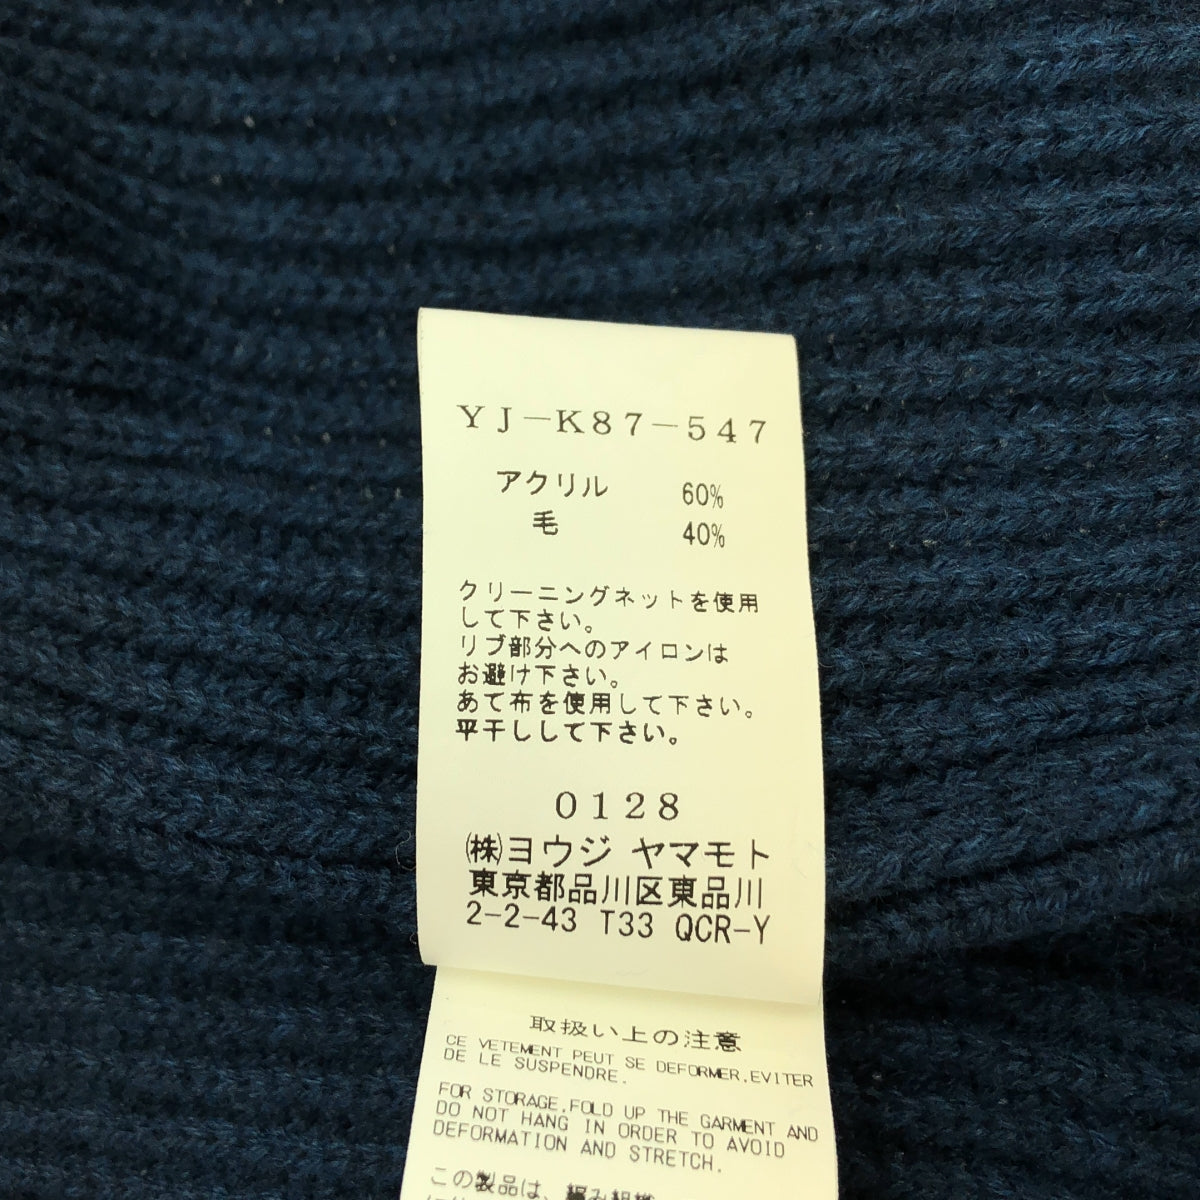 YJ-K87-547
アクリル 60%
毛 40%
クリーニングネットを使用
して下さい。
リブ部分へのアイロンは
お避け下さい。
あて布を使用して下さい。
平干しして下さい。
0128
㈱ヨウジ ヤマモト
東京都品川区東品川
2-2-43 T33 QCR-Y
取扱い上の注意
CE VETEMENT PEUT SE DEFORMER,EVITER
DE LE SUSPENDRE.
FOR STORAGE,FOLD UP THE GARMENT AND
DO NOT HANG IN ORDER TO AVOID
DEFORMATION AND STRETCH.
この製品は、編み組織